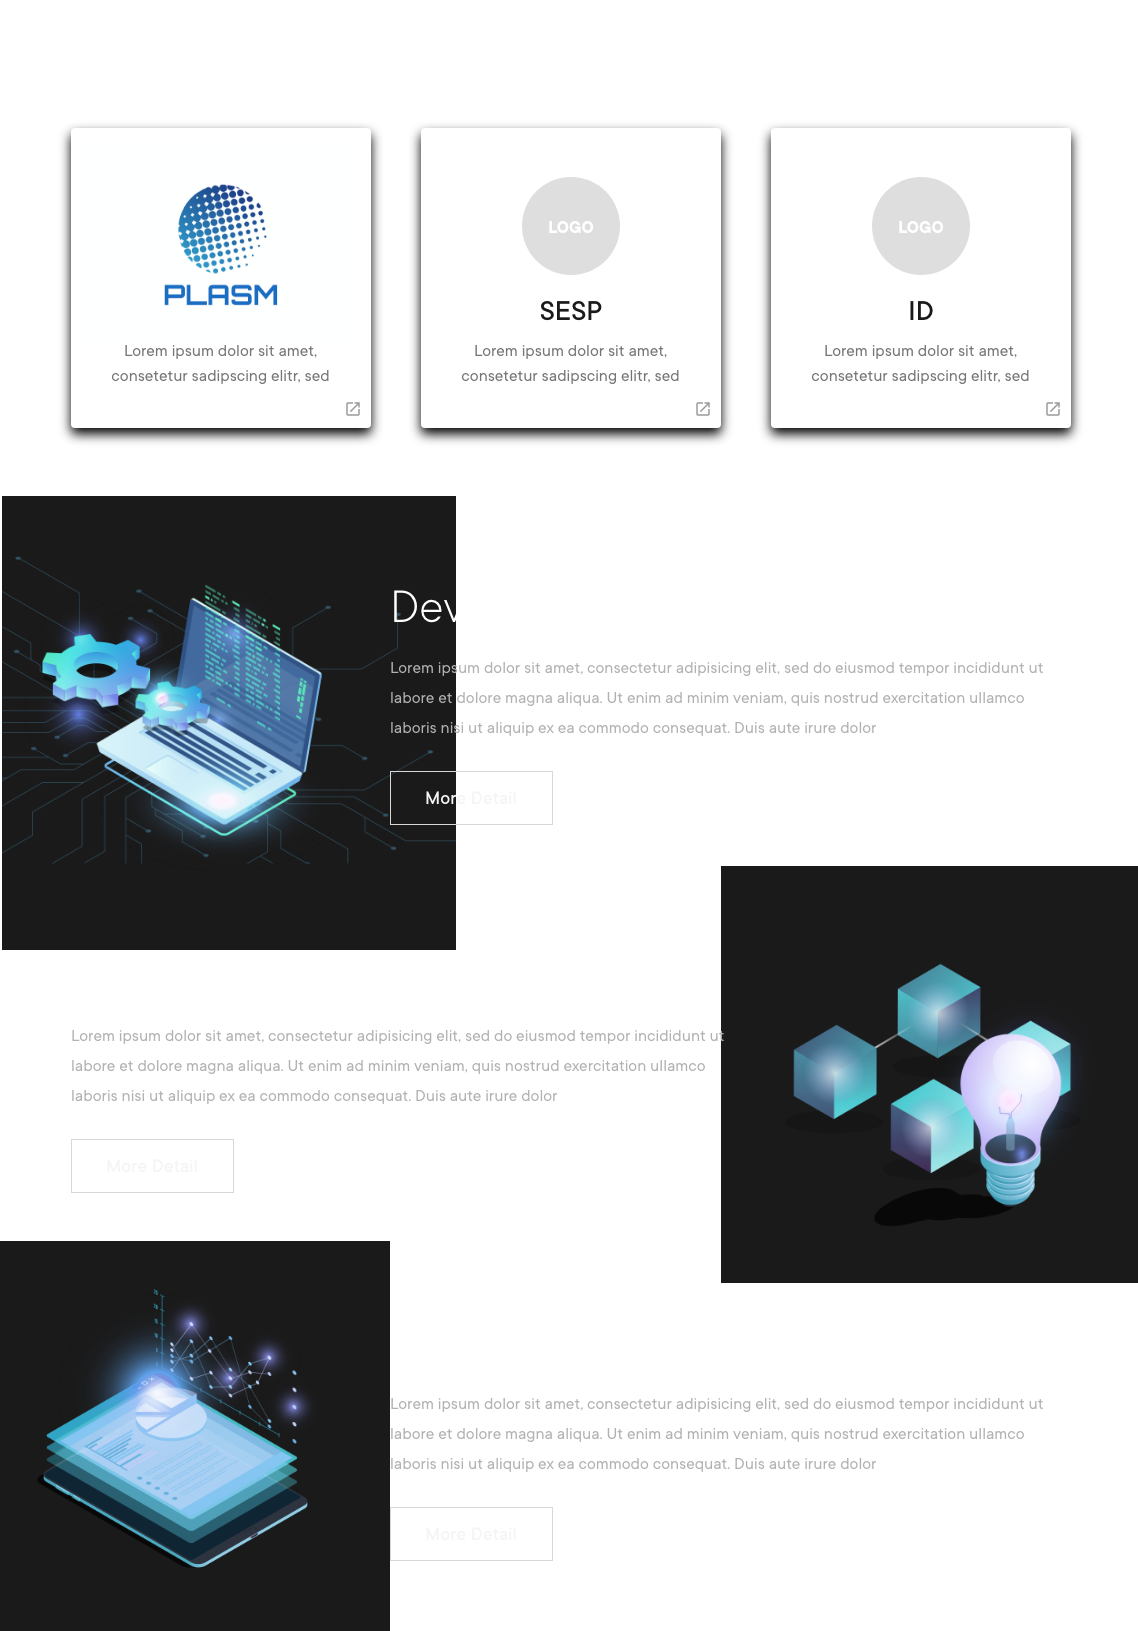 PLASM
Lorem ipsum dolor sit amet,
consetetur sadipscing elitr, sed
LOGO
SESP
Lorem ipsum dolor sit amet,
consetetur sadipscing elitr, sed
LOGO
ID
Lorem ipsum dolor sit amet,
consetetur sadipscing elitr, sed
Dev
Lorem ipsum dolor sit amet, consectetur adipisicing elit, sed do eiusmod tempor incididunt ut
labore et dolore magna aliqua. Ut enim ad minim veniam, quis nostrud exercitation ullamco
laboris nisi ut aliquip ex ea commodo consequat. Duis aute irure dolor
More Detail
Lorem ipsum dolor sit amet, consectetur adipisicing elit, sed do eiusmod tempor incididunt ut
labore et dolore magna aliqua. Ut enim ad minim veniam, quis nostrud exercitation ullamco
laboris nisi ut aliquip ex ea commodo consequat. Duis aute irure dolor
More Detail
Lorem ipsum dolor sit amet, consectetur adipisicing elit, sed do eiusmod tempor incididunt ut
labore et dolore magna aliqua. Ut enim ad minim veniam, quis nostrud exercitation ullamco
laboris nisi ut aliquip ex ea commodo consequat. Duis aute irure dolor
More Detail